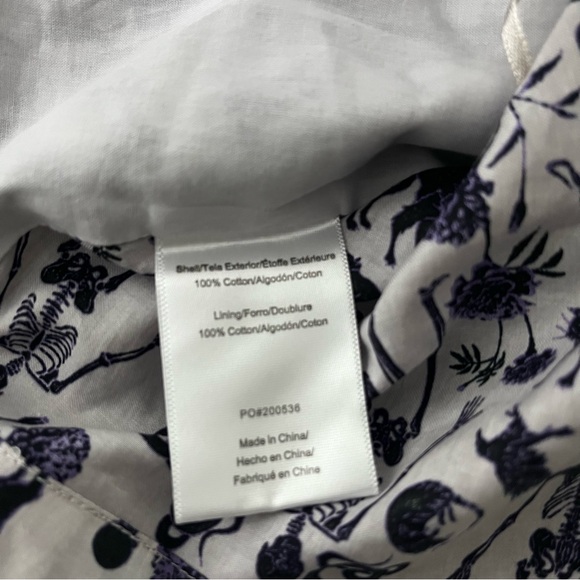 Shell/Tela Exterior/Étoffe Extérieure
100% Cotton/Algodón/Coton
Lining/Forro/Doublure
100% Cotton/Algodón/Coton
PO#200536
Made in China/
Hecho en China/
Fabriqué en Chine